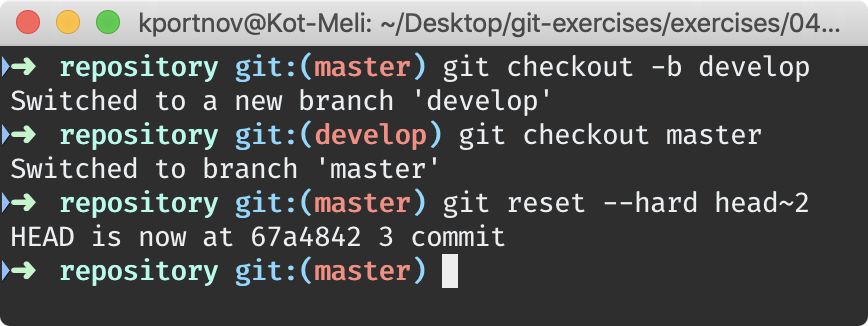 kportnov@Kot-Meli: ~/Desktop/git-exercises/exercises/04...
➜ repository git:(master) git checkout -b develop
Switched to a new branch 'develop'
➜ repository git:(develop) git checkout master
Switched to branch 'master'
➜ repository git:(master) git reset --hard head~2
HEAD is now at 67a4842 3 commit
➜ repository git:(master)